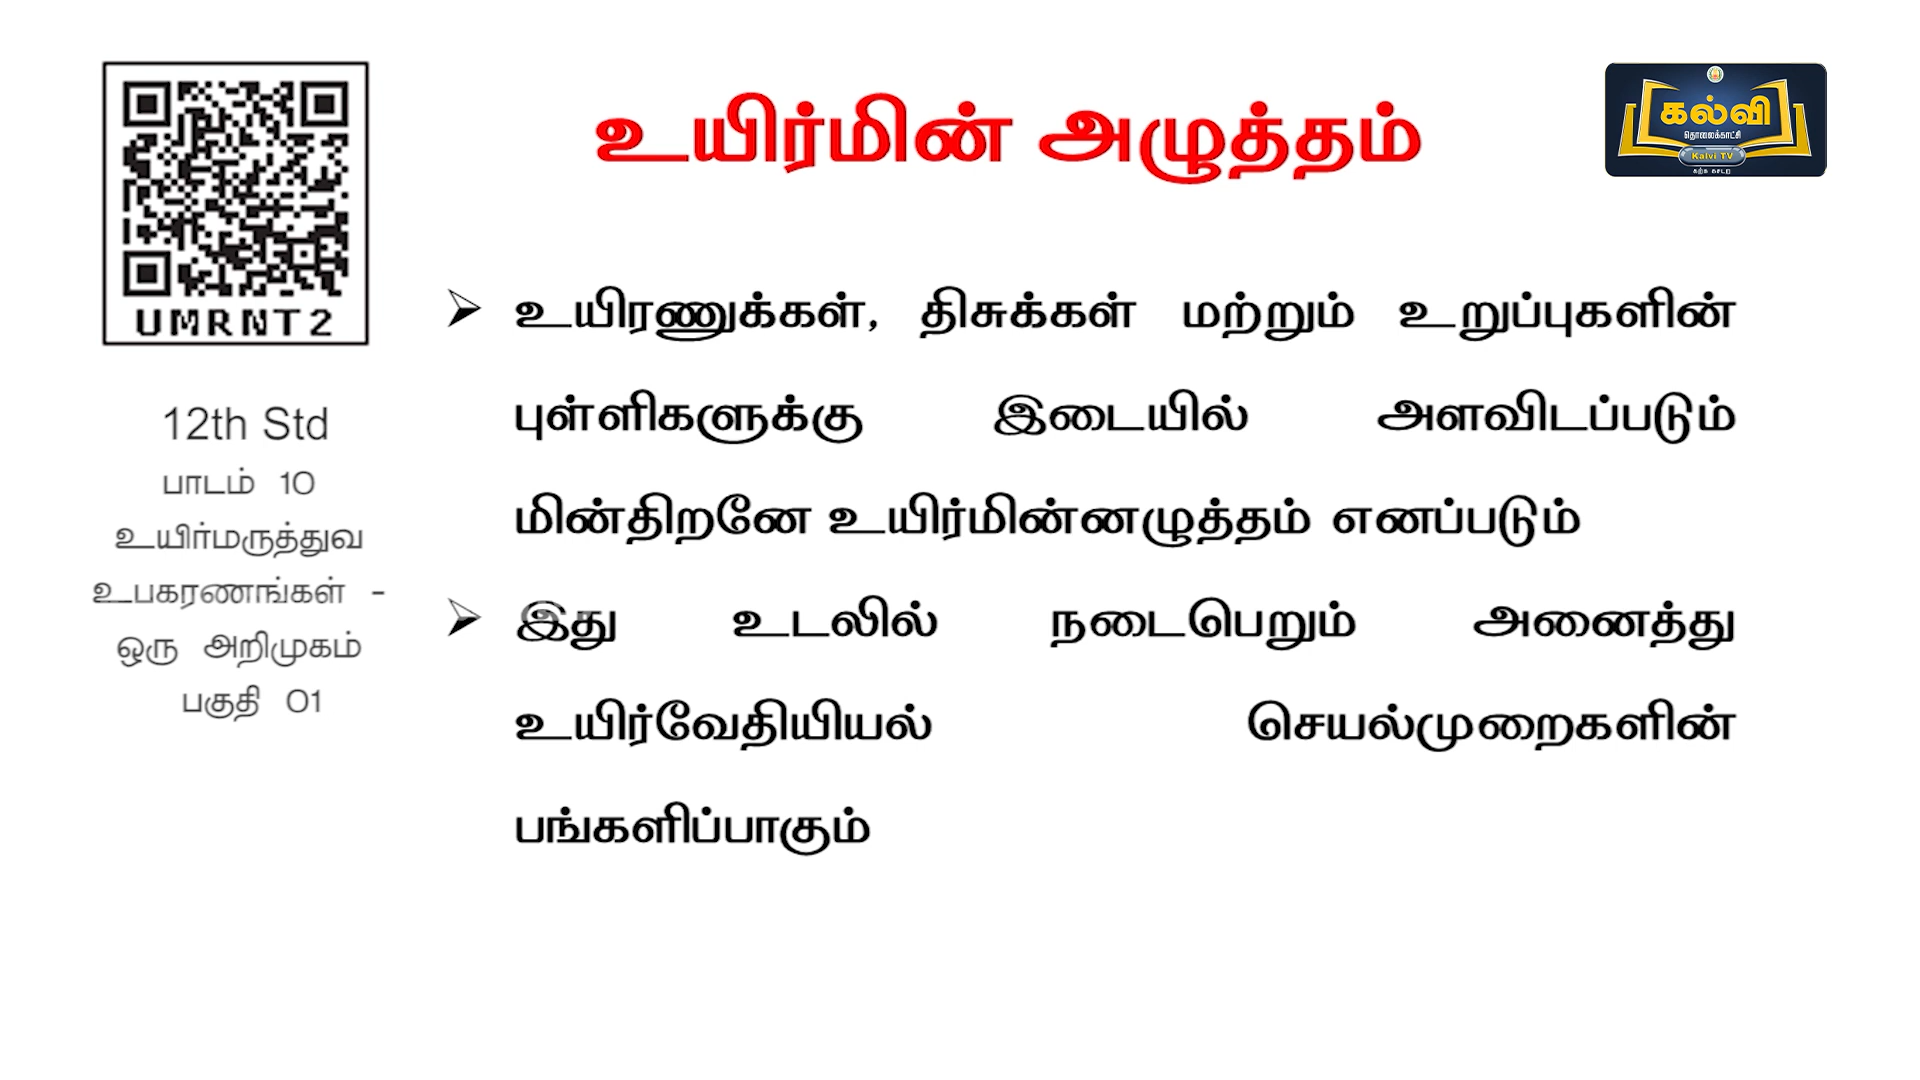 உயிர்மின் அழுத்தம்
கல்வி
தொலைக்காட்சி
Kalvi TV
கற்க கசடற
UMRNT2
12th Std
பாடம் 10
உயிர்மருத்துவ
உபகரணங்கள் -
ஒரு அறிமுகம்
பகுதி 01
➢ உயிரணுக்கள், திசுக்கள் மற்றும் உறுப்புகளின்
புள்ளிகளுக்கு இடையில் அளவிடப்படும்
மின்திறனே உயிர்மின்னழுத்தம் எனப்படும்
➢ இது உடலில் நடைபெறும் அனைத்து
உயிர்வேதியியல் செயல்முறைகளின்
பங்களிப்பாகும்